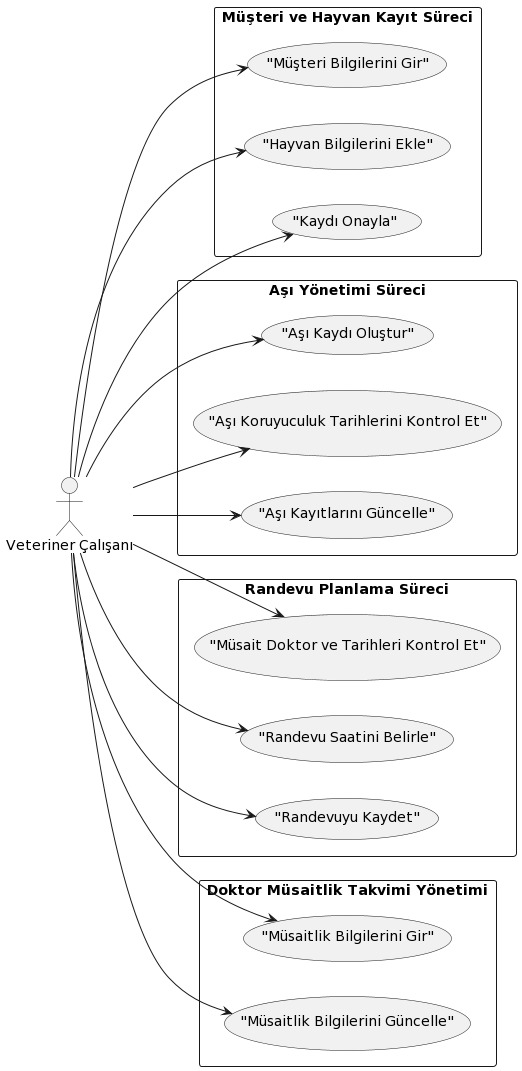 Müşteri ve Hayvan Kayıt Süreci
"Müşteri Bilgilerini Gir"
"Hayvan Bilgilerini Ekle"
"Kaydı Onayla"
Aşı Yönetimi Süreci
"Aşı Kaydı Oluştur"
"Aşı Koruyuculuk Tarihlerini Kontrol Et"
"Aşı Kayıtlarını Güncelle"
Veteriner Çalışanı
Randevu Planlama Süreci
"Müsait Doktor ve Tarihleri Kontrol Et"
"Randevu Saatini Belirle"
"Randevuyu Kaydet"
Doktor Müsaitlik Takvimi Yönetimi
"Müsaitlik Bilgilerini Gir"
"Müsaitlik Bilgilerini Güncelle"